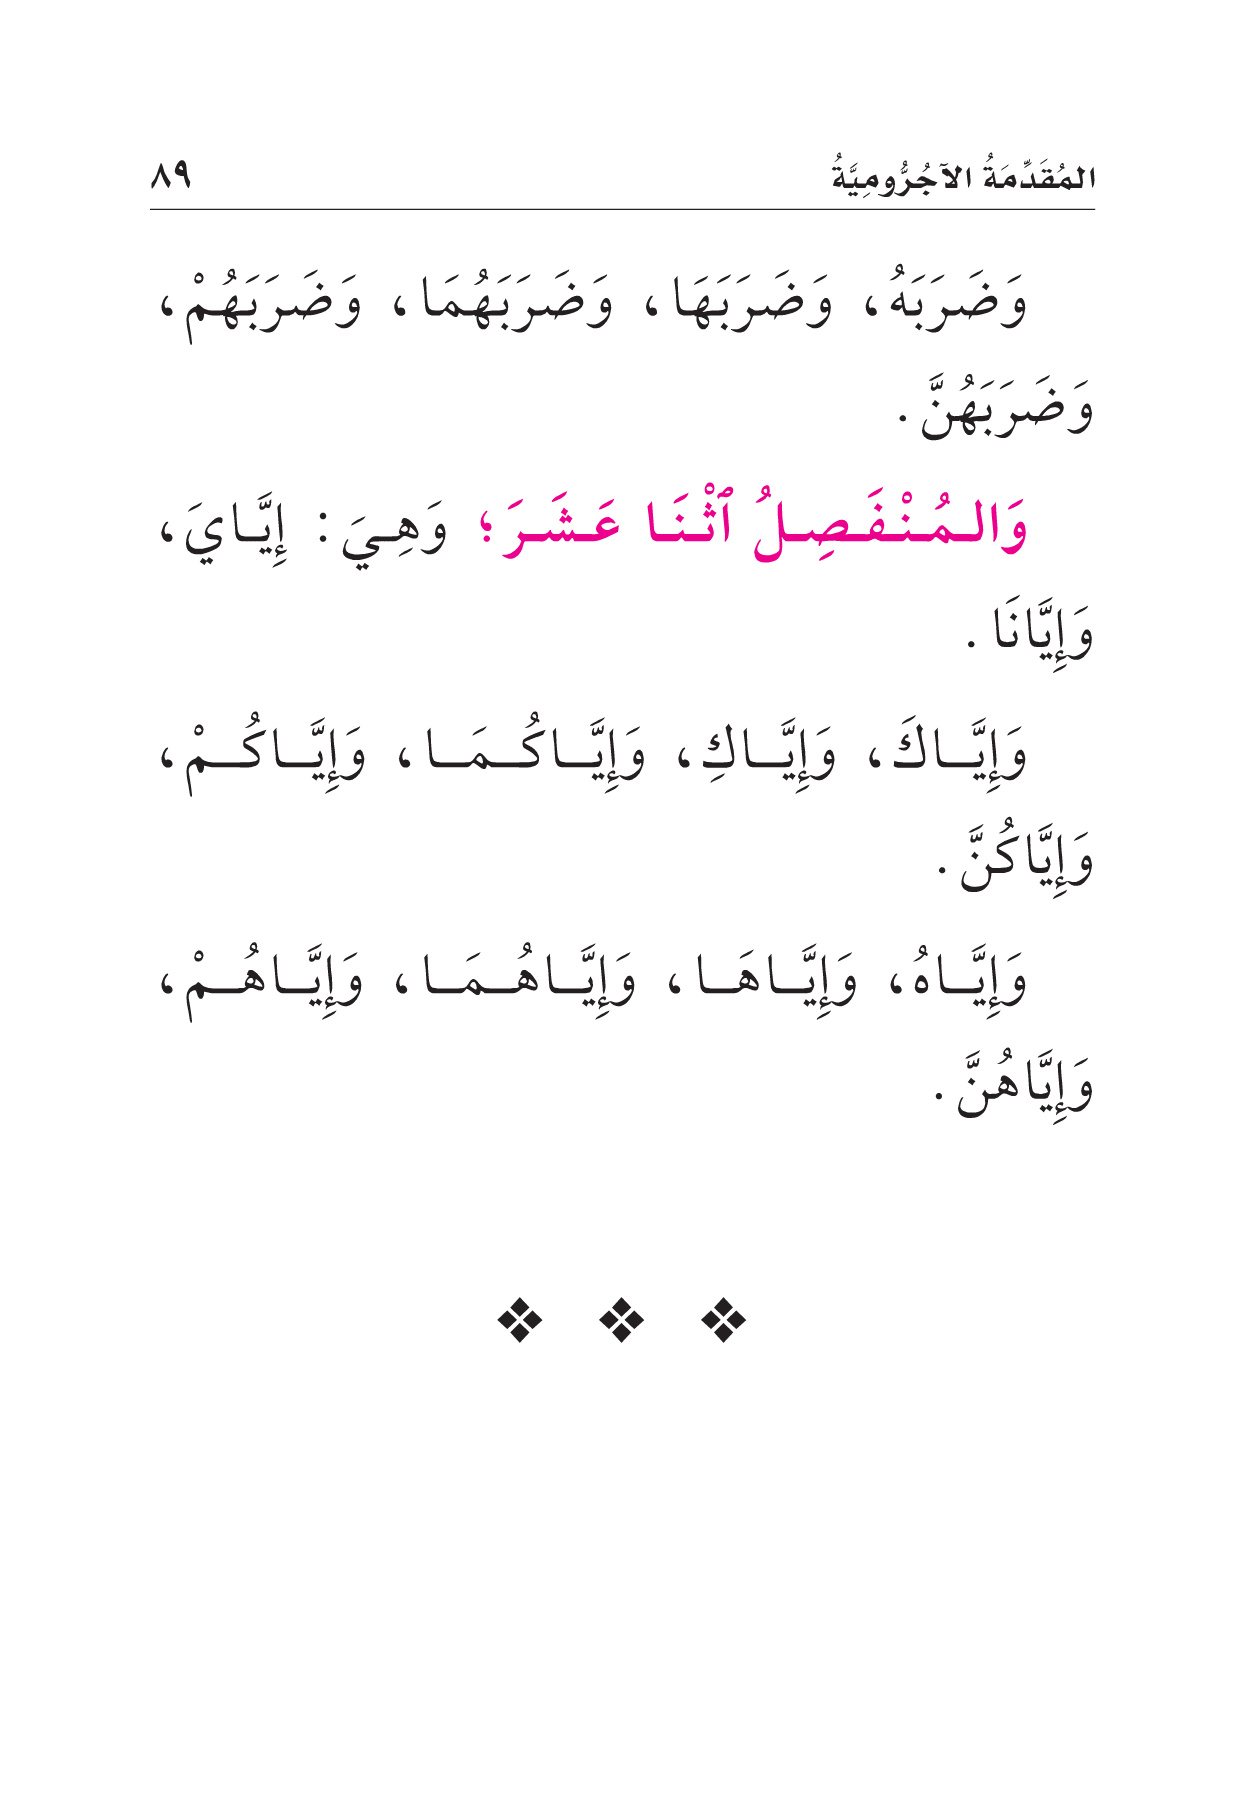 المُقَدِّمَةُ الآجُرُّومِيَّةُ ٨٩
وَضَرَبَهُ، وَضَرَبَهَا، وَضَرَبَهُمَا، وَضَرَبَهُمْ،
وَضَرَبَهُنَّ.
وَالمُنْفَصِلُ ٱثْنَا عَشَرَ؛ وَهِيَ: إِيَّايَ،
وَإِيَّانَا.
وَإِيَّاكَ، وَإِيَّاكِ، وَإِيَّاكُمَا، وَإِيَّاكُمْ،
وَإِيَّاكُنَّ.
وَإِيَّاهُ، وَإِيَّاهَا، وَإِيَّاهُمَا، وَإِيَّاهُمْ،
وَإِيَّاهُنَّ.